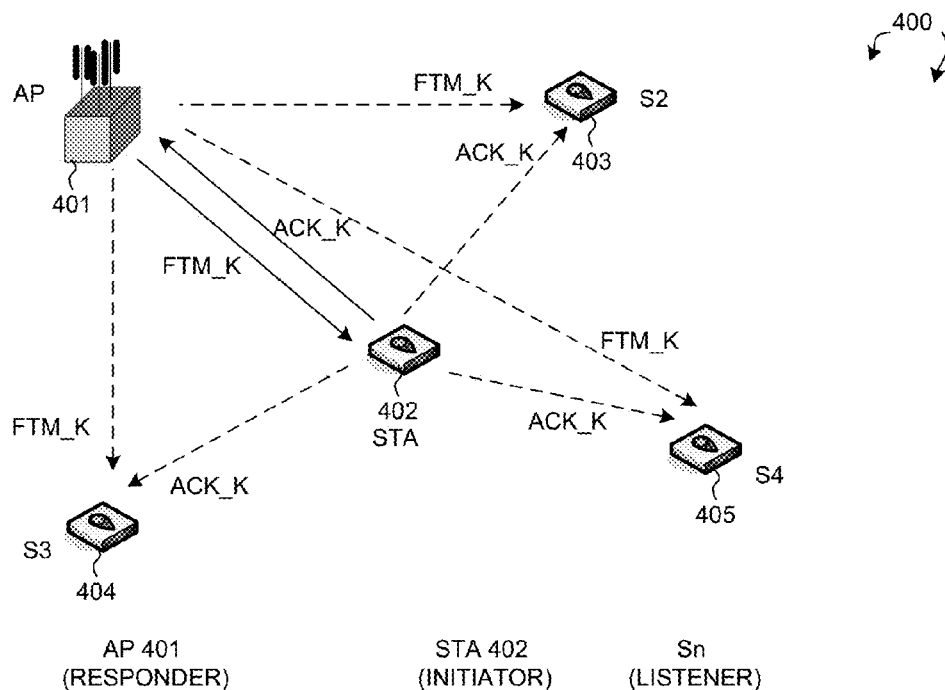 400
AP
FTM_K
S2
403
ACK_K
401
ACK_K
FTM_K
FTM_K
402
STA
FTM_K
ACK_K
S4
405
ACK_K
S3
404
AP 401
(RESPONDER)
STA 402
(INITIATOR)
Sn
(LISTENER)